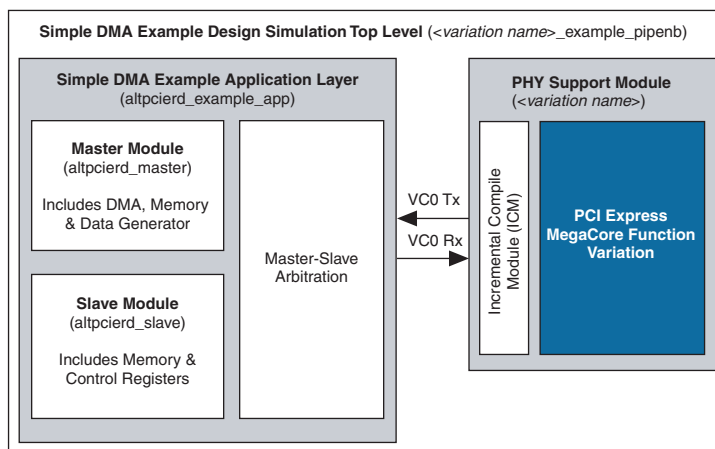 Simple DMA Example Design Simulation Top Level (<variation name>_example_pipenb)
Simple DMA Example Application Layer
(altpcierd_example_app)
Master Module
(altpcierd_master)
Includes DMA, Memory
& Data Generator
Slave Module
(altpcierd_slave)
Includes Memory &
Control Registers
Master-Slave
Arbitration
VC0 Tx
VC0 Rx
PHY Support Module
(<variation name>)
Incremental Compile
Module (ICM)
PCI Express
MegaCore Function
Variation